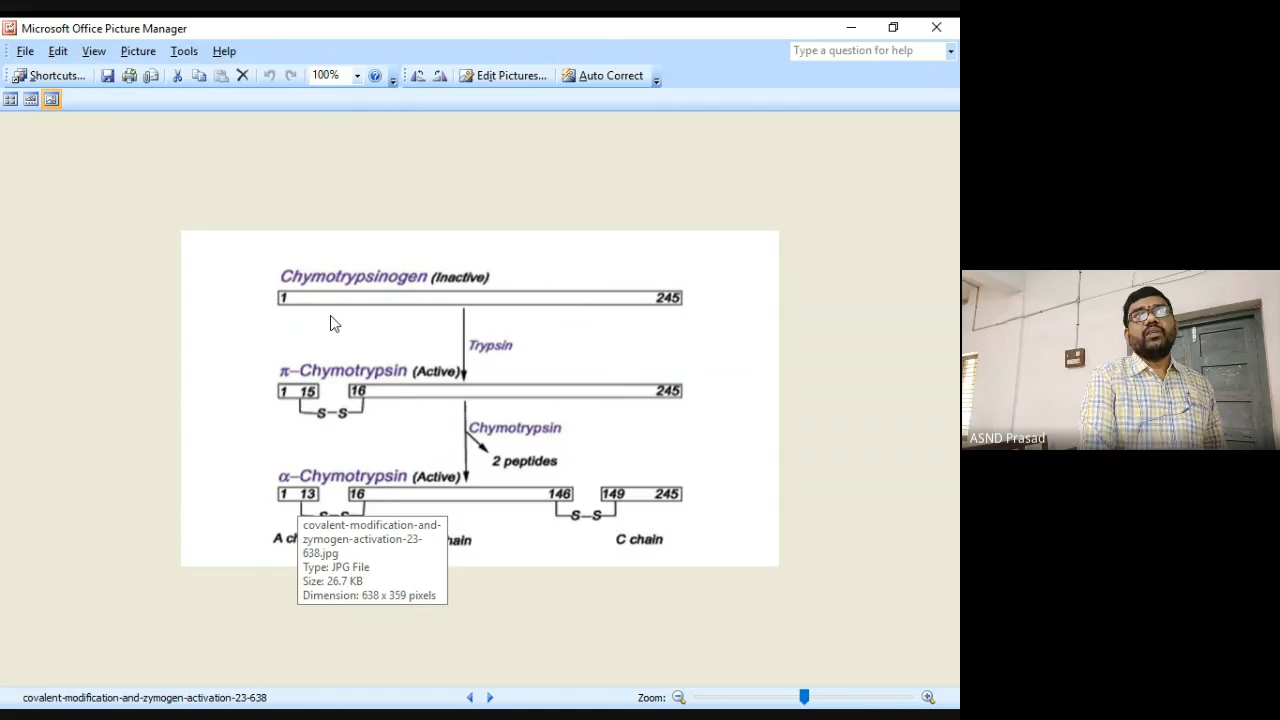 Microsoft Office Picture Manager
File Edit View Picture Tools Help
Type a question for help
Shortcuts... 100% Edit Pictures... Auto Correct
Chymotrypsinogen (Inactive)
1 245
Trypsin
π–Chymotrypsin (Active)
1 15 16 245
S–S
Chymotrypsin
2 peptides
α–Chymotrypsin (Active)
1 13 16 146 149 245
S–S S–S
A ch hain C chain
covalent-modification-and-
zymogen-activation-23-
638.jpg
Type: JPG File
Size: 26.7 KB
Dimension: 638 x 359 pixels
ASND Prasad
covalent-modification-and-zymogen-activation-23-638
Zoom: